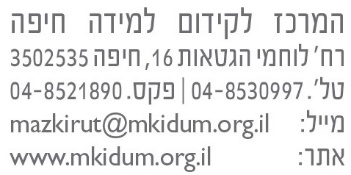 המרכז לקידום למידה חיפה
רח' לוחמי הגטאות 16, חיפה 3502535
טל'. 04-8530997 | פקס. 04-8521890
מייל: mazkirut@mkidum.org.il
אתר: www.mkidum.org.il